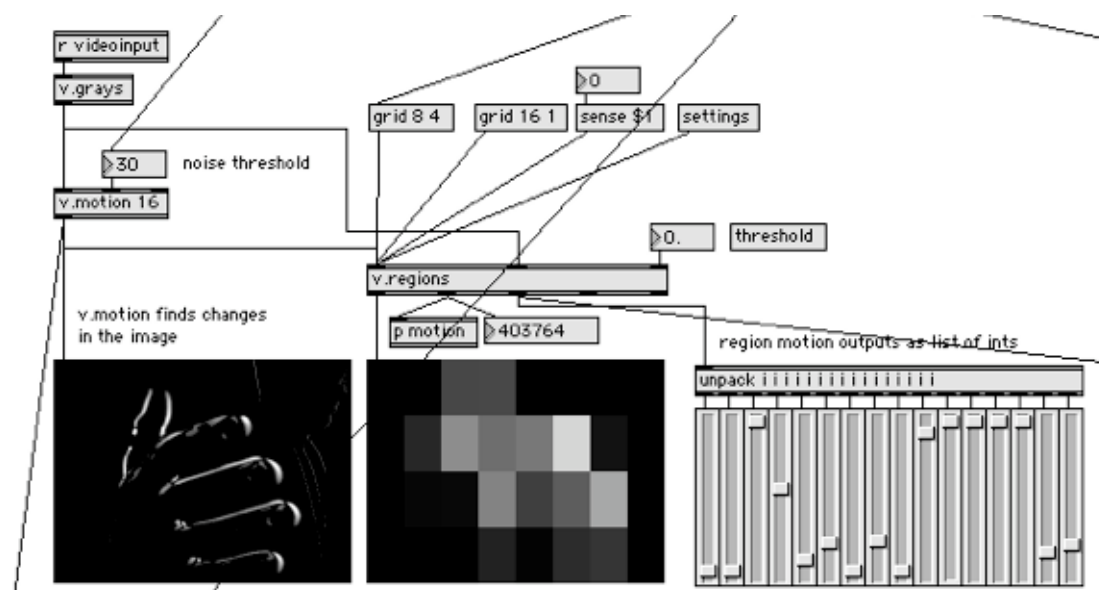 r videoinput
v.grays
0
grid 8 4
grid 16 1
sense $1
settings
30
noise threshold
v.motion 16
0.
threshold
v.regions
v.motion finds changes
in the image
p motion
403764
region motion outputs as list of ints
unpack i i i i i i i i i i i i i i i i